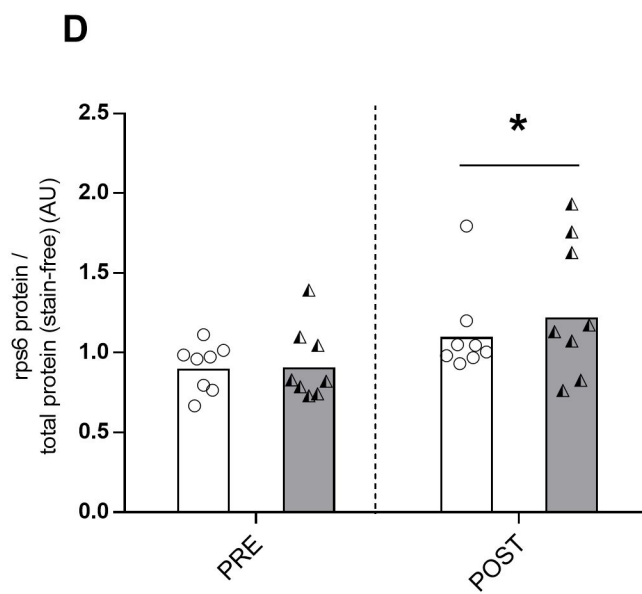 D
rps6 protein /
total protein (stain-free) (AU)
2.5
2.0
1.5
1.0
0.5
0.0
*
PRE
POST